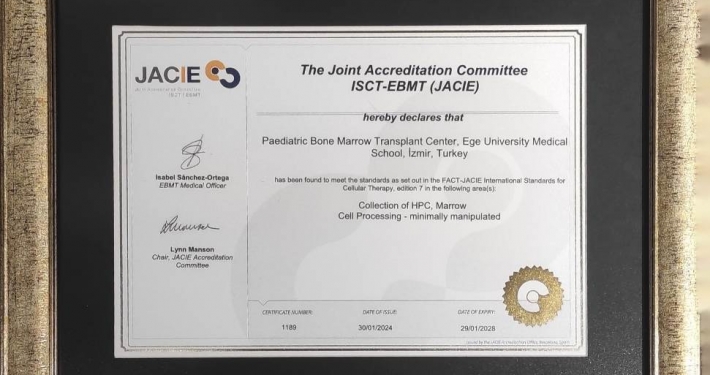 JACIE
The Joint Accreditation Committee
ISCT-EBMT (JACIE)
hereby declares that
Paediatric Bone Marrow Transplant Center, Ege University Medical
School, İzmir, Turkey
has been found to meet the standards as set out in the FACT-JACIE International Standards for
Cellular Therapy, edition 7 in the following area(s):
Collection of HPC, Marrow
Cell Processing - minimally manipulated
Isabel Sánchez-Ortega
EBMT Medical Officer
Lynn Manson
Chair, JACIE Accreditation
Committee
CERTIFICATE NUMBER:
DATE OF ISSUE:
DATE OF EXPIRY:
1189
30/01/2024
29/01/2028